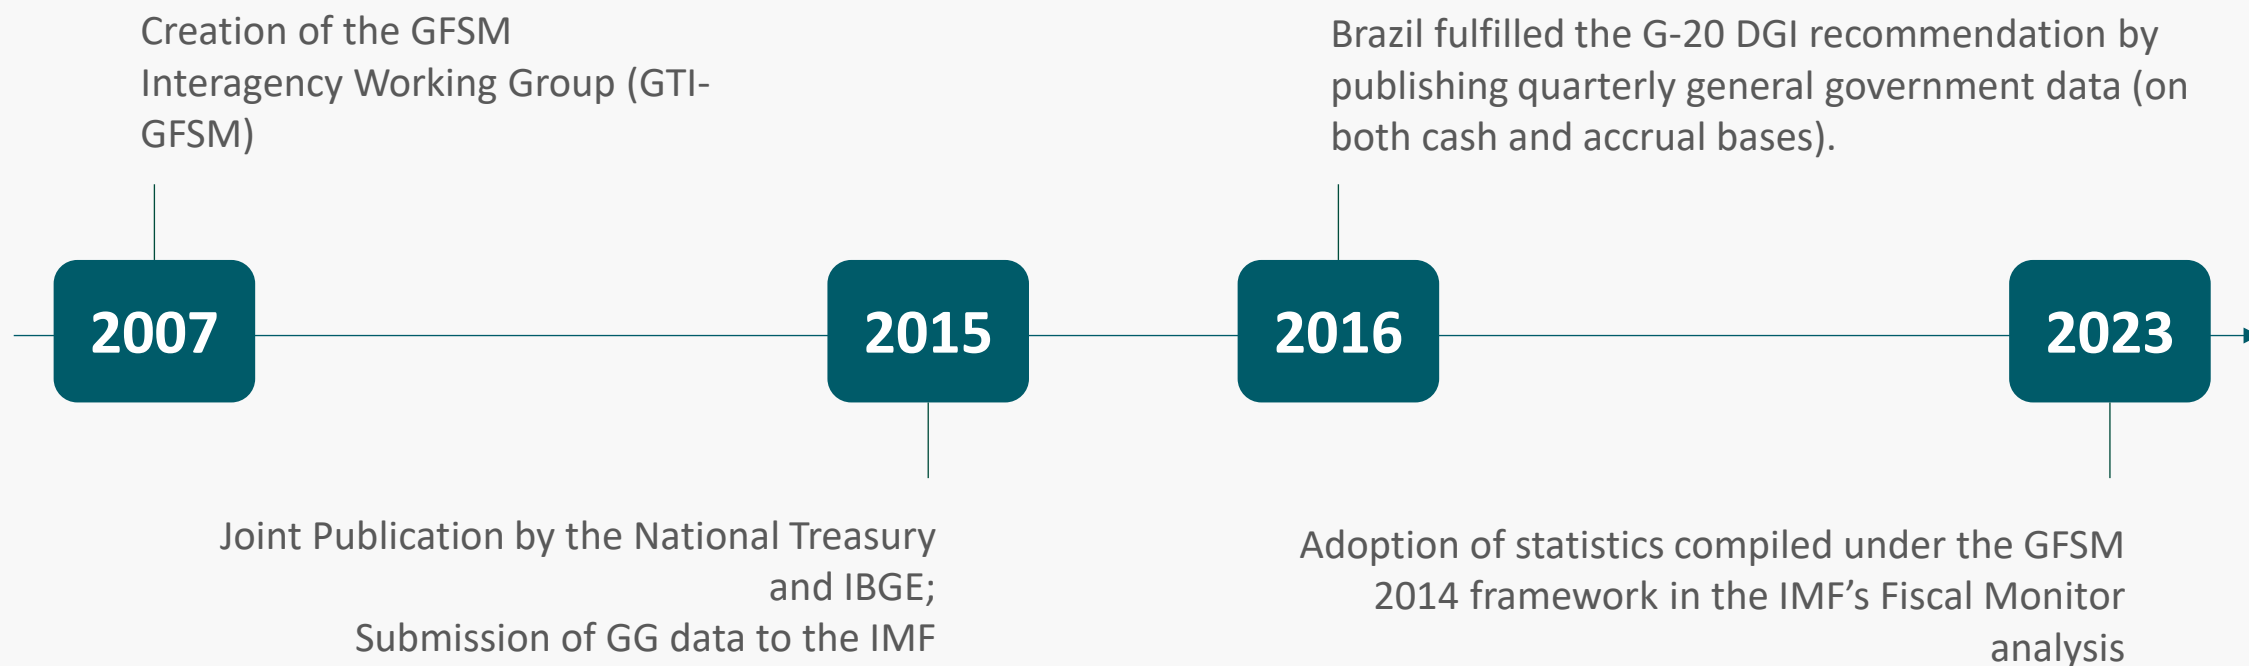 Creation of the GFSM
Interagency Working Group (GTI-
GFSM)
Brazil fulfilled the G-20 DGI recommendation by
publishing quarterly general government data (on
both cash and accrual bases).
2007
2015
2016
2023
Joint Publication by the National Treasury
and IBGE;
Submission of GG data to the IMF
Adoption of statistics compiled under the GFSM
2014 framework in the IMF’s Fiscal Monitor
analysis